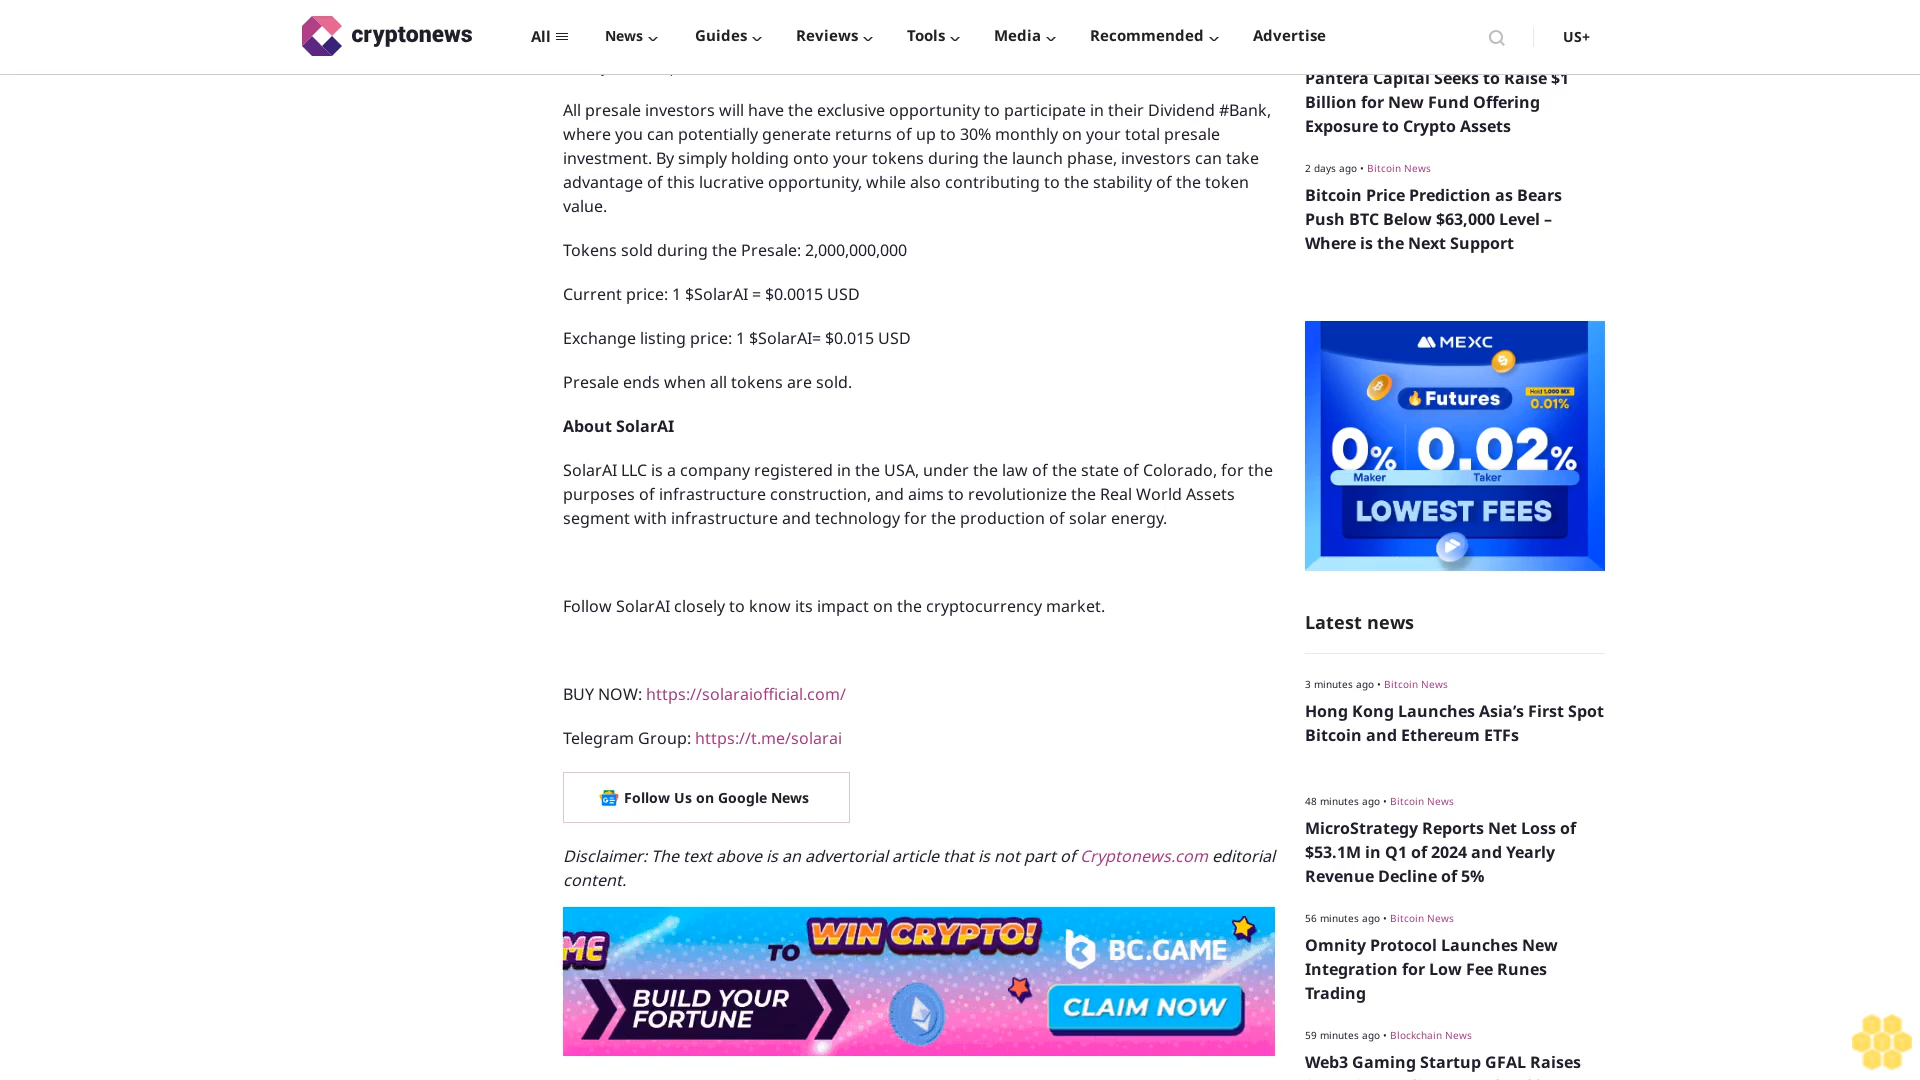 cryptonews
All
News
Guides
Reviews
Tools
Media
Recommended
Advertise
US+
All presale investors will have the exclusive opportunity to participate in their Dividend #Bank,
where you can potentially generate returns of up to 30% monthly on your total presale
investment. By simply holding onto your tokens during the launch phase, investors can take
advantage of this lucrative opportunity, while also contributing to the stability of the token
value.
Tokens sold during the Presale: 2,000,000,000
Current price: 1 $SolarAI = $0.0015 USD
Exchange listing price: 1 $SolarAI= $0.015 USD
Presale ends when all tokens are sold.
About SolarAI
SolarAI LLC is a company registered in the USA, under the law of the state of Colorado, for the
purposes of infrastructure construction, and aims to revolutionize the Real World Assets
segment with infrastructure and technology for the production of solar energy.
Follow SolarAI closely to know its impact on the cryptocurrency market.
BUY NOW: https://solaraiofficial.com/
Telegram Group: https://t.me/solarai
Follow Us on Google News
Disclaimer: The text above is an advertorial article that is not part of Cryptonews.com editorial
content.
ME
TO WIN CRYPTO!
BC.GAME
BUILD YOUR
FORTUNE
CLAIM NOW
Pantera Capital Seeks to Raise $1
Billion for New Fund Offering
Exposure to Crypto Assets
2 days ago • Bitcoin News
Bitcoin Price Prediction as Bears
Push BTC Below $63,000 Level –
Where is the Next Support
MEXC
Futures
Hold 1,000 MX
0.01%
0% 0.02%
Maker Taker
LOWEST FEES
Latest news
3 minutes ago • Bitcoin News
Hong Kong Launches Asia’s First Spot
Bitcoin and Ethereum ETFs
48 minutes ago • Bitcoin News
MicroStrategy Reports Net Loss of
$53.1M in Q1 of 2024 and Yearly
Revenue Decline of 5%
56 minutes ago • Bitcoin News
Omnity Protocol Launches New
Integration for Low Fee Runes
Trading
59 minutes ago • Blockchain News
Web3 Gaming Startup GFAL Raises